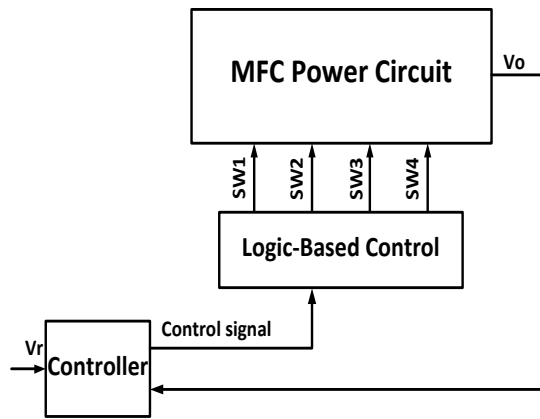 MFC Power Circuit
Vo
SW1
SW2
SW3
SW4
Logic-Based Control
Control signal
Vr
Controller